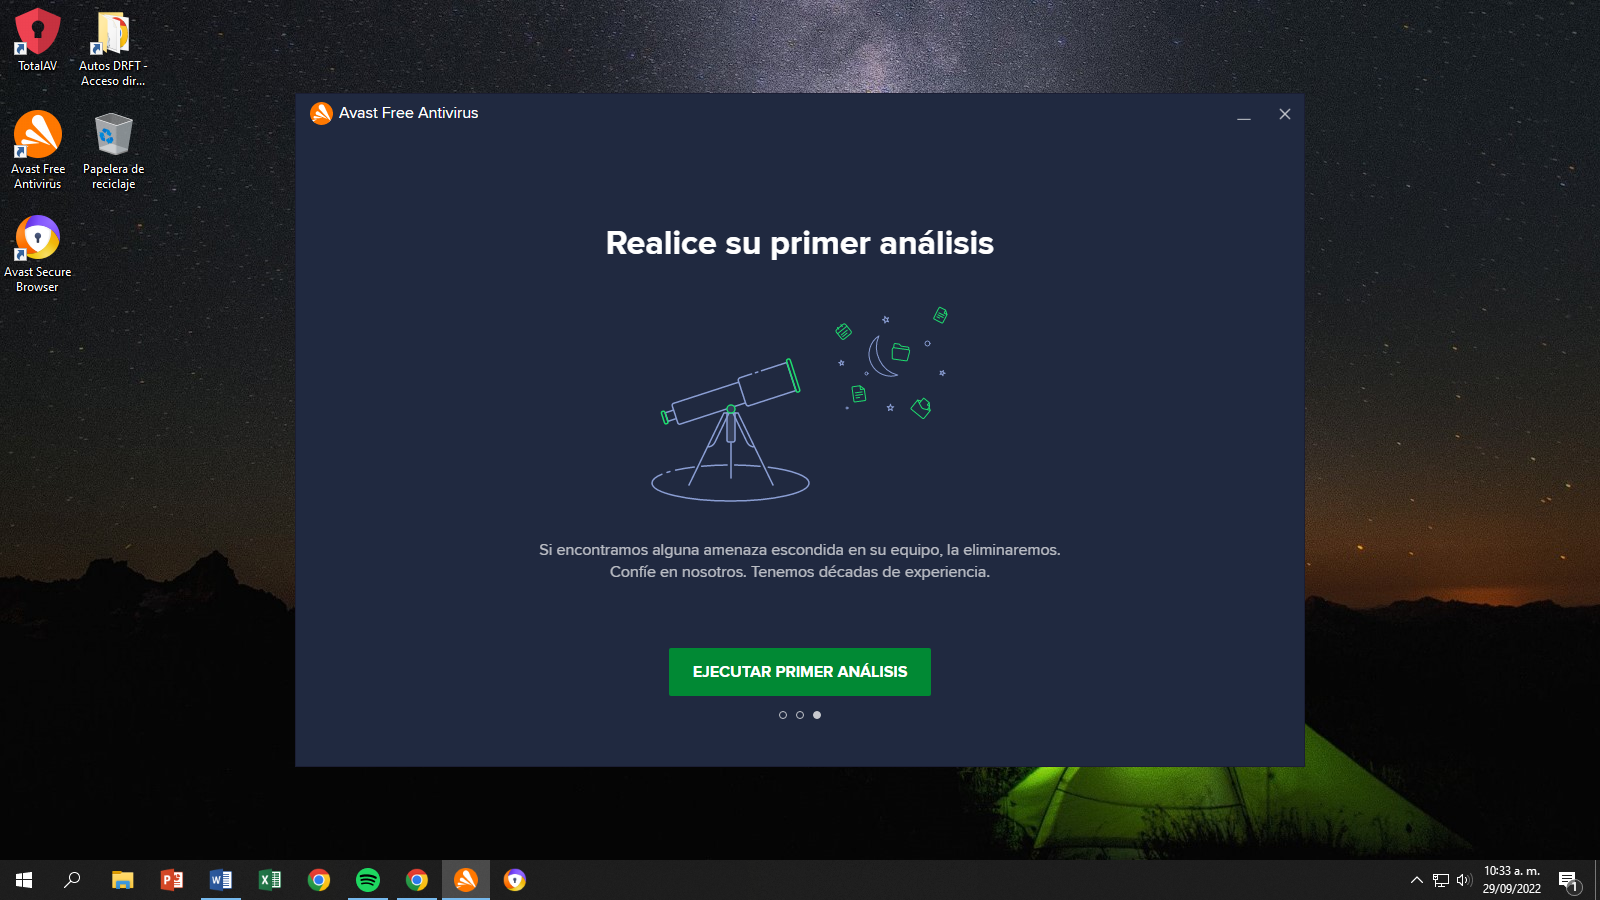 TotalAV
Autos DRFT -
Acceso dir...
Avast Free
Antivirus
Papelera de
reciclaje
Avast Secure
Browser
Avast Free Antivirus
Realice su primer análisis
Si encontramos alguna amenaza escondida en su equipo, la eliminaremos.
Confíe en nosotros. Tenemos décadas de experiencia.
EJECUTAR PRIMER ANÁLISIS
10:33 a. m.
29/09/2022
1